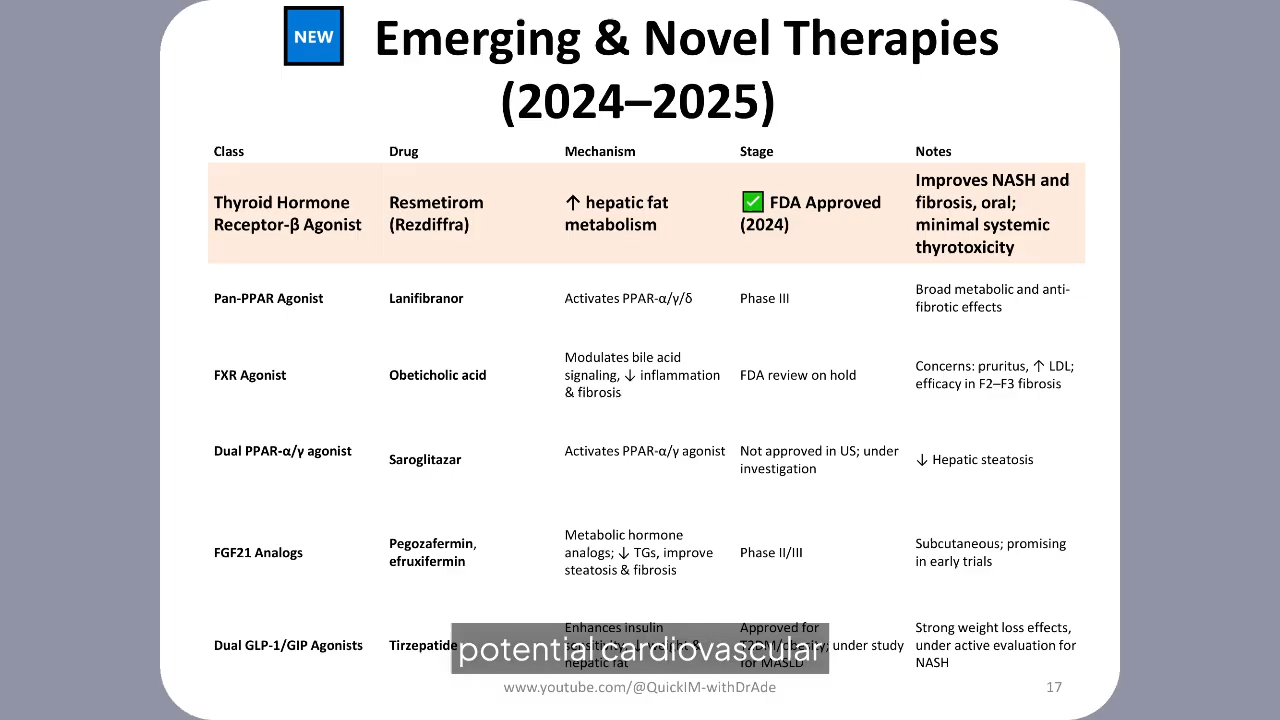 NEW Emerging & Novel Therapies
(2024–2025)
Class Drug Mechanism Stage Notes
Thyroid Hormone
Receptor-β Agonist
Resmetirom
(Rezdiffra)
↑ hepatic fat
metabolism
✅ FDA Approved
(2024)
Improves NASH and
fibrosis, oral;
minimal systemic
thyrotoxicity
Pan-PPAR Agonist
Lanifibranor
Activates PPAR-α/γ/δ
Phase III
Broad metabolic and anti-
fibrotic effects
FXR Agonist
Obeticholic acid
Modulates bile acid
signaling, ↓ inflammation
& fibrosis
FDA review on hold
Concerns: pruritus, ↑ LDL;
efficacy in F2–F3 fibrosis
Dual PPAR-α/γ agonist
Saroglitazar
Activates PPAR-α/γ agonist
Not approved in US; under
investigation
↓ Hepatic steatosis
FGF21 Analogs
Pegozafermin,
efruxifermin
Metabolic hormone
analogs; ↓ TGs, improve
steatosis & fibrosis
Phase II/III
Subcutaneous; promising
in early trials
Dual GLP-1/GIP Agonists
Tirzepatide
Enhances insulin
sensitivity, ↓ weight &
hepatic fat
Approved for
T2DM/obesity; under study
for MASLD
Strong weight loss effects,
under active evaluation for
NASH
potential cardiovascular
www.youtube.com/@QuickIM-withDrAde
17